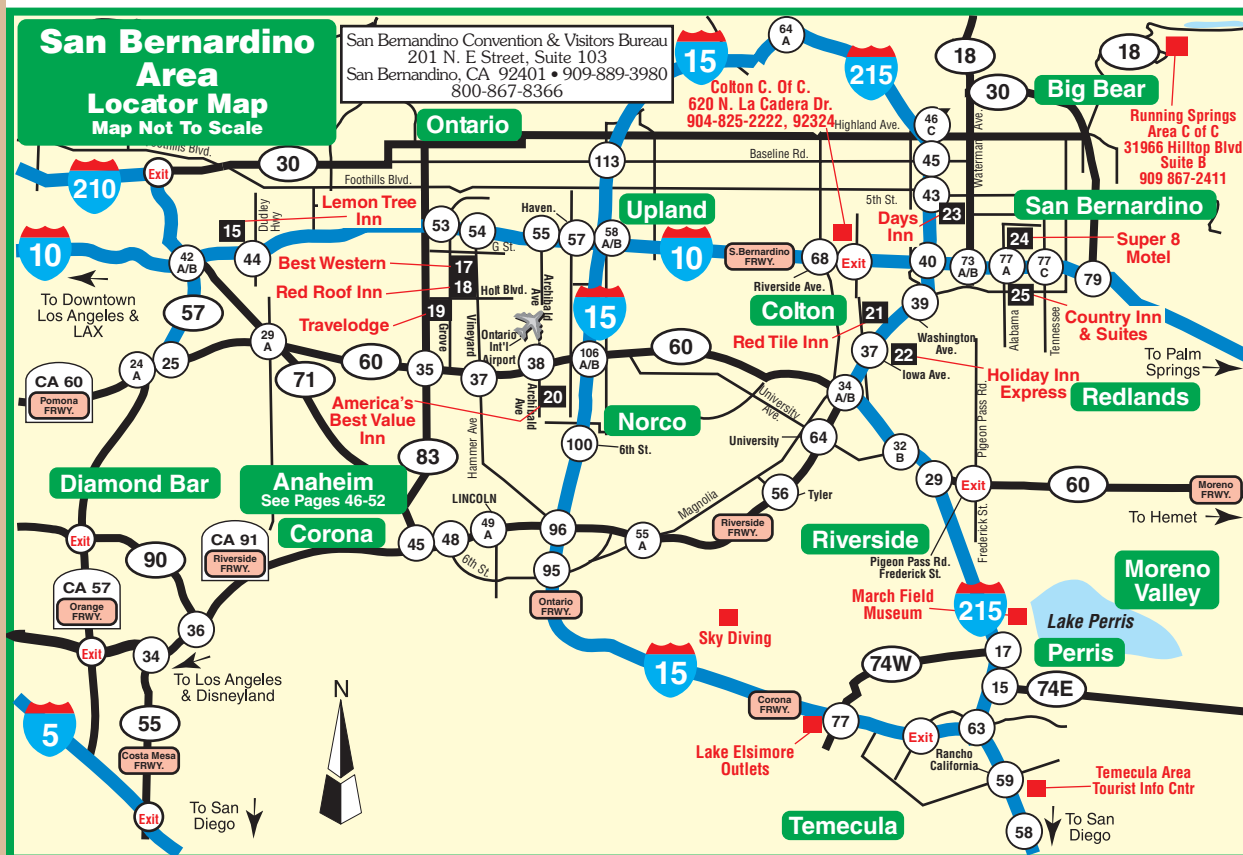 San Bernardino
Area
Locator Map
Map Not To Scale
San Bernandino Convention & Visitors Bureau
201 N. E Street, Suite 103
San Bernandino, CA 92401 • 909-889-3980
800-867-8366
15
64
A
215
18
30
18
Big Bear
Running Springs
Area C of C
31966 Hilltop Blvd
Suite B
909 867-2411
Colton C. Of C.
620 N. La Cadera Dr.
904-825-2222, 92324
Ontario
Highland Ave.
46
C
Waterman Ave.
Foothills Blvd.
30
113
Baseline Rd.
45
Exit
210
Foothills Blvd.
43
5th St.
Lemon Tree
Inn
15
Dudley
Hwy
53
54
Haven.
55
57
58
A/B
Upland
Days
Inn
23
San Bernardino
24
Super 8
Motel
10
42
A/B
44
G St.
10
S.Bernardino
FRWY.
68
Exit
40
73
A/B
77
A
77
C
79
To Downtown
Los Angeles &
LAX
Best Western
17
Red Roof Inn
18
Holt Blvd.
Archibald
Ave
Riverside Ave.
Colton
39
25
Country Inn
& Suites
57
Travelodge
19
Grove
Vineyard
Ontario
Int'l
Airport
15
21
Red Tile Inn
Washington
Ave.
Alabama
Tennessee
29
A
60
35
37
38
106
A/B
60
37
22
Iowa Ave.
Holiday Inn
Express
To Palm
Springs
24
A
25
71
CA 60
Pomona
FRWY.
America's
Best Value
Inn
20
Archibald
Ave
34
A/B
Redlands
Norco
University
Ave.
Pigeon Pass Rd.
83
Hammer Ave
100
6th St.
University
64
32
B
Diamond Bar
Anaheim
See Pages 46-52
Corona
LINCOLN
Magnolia
56
Tyler
29
Exit
60
Moreno
FRWY.
To Hemet
Exit
90
CA 91
Riverside
FRWY.
45
48
49
A
96
55
A
Riverside
FRWY.
Riverside
Frederick St.
6th St.
95
Pigeon Pass Rd.
Frederick St.
Moreno
Valley
CA 57
Orange
FRWY.
Ontario
FRWY.
March Field
Museum
215
36
Sky Diving
Lake Perris
Exit
34
17
Perris
To Los Angeles
& Disneyland
N
15
74W
15
74E
5
55
Corona
FRWY.
77
63
Exit
Costa Mesa
FRWY.
Lake Elsimore
Outlets
Rancho
California
59
Temecula Area
Tourist Info Cntr
To San
Diego
Exit
Temecula
58
To San
Diego